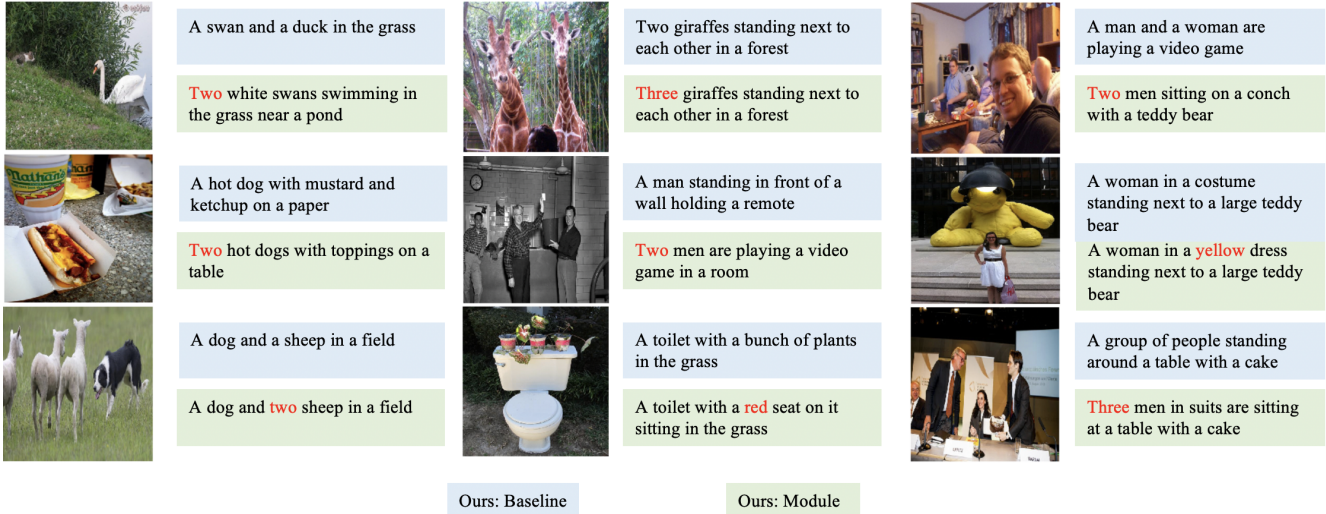 A swan and a duck in the grass
Two white swans swimming in
the grass near a pond
Two giraffes standing next to
each other in a forest
Three giraffes standing next to
each other in a forest
A man and a woman are
playing a video game
Two men sitting on a conch
with a teddy bear
Nathan's
A hot dog with mustard and
ketchup on a paper
Two hot dogs with toppings on a
table
A man standing in front of a
wall holding a remote
Two men are playing a video
game in a room
A woman in a costume
standing next to a large teddy
bear
A woman in a yellow dress
standing next to a large teddy
bear
A dog and a sheep in a field
A dog and two sheep in a field
A toilet with a bunch of plants
in the grass
A toilet with a red seat on it
sitting in the grass
A group of people standing
around a table with a cake
Three men in suits are sitting
at a table with a cake
Ours: Baseline
Ours: Module